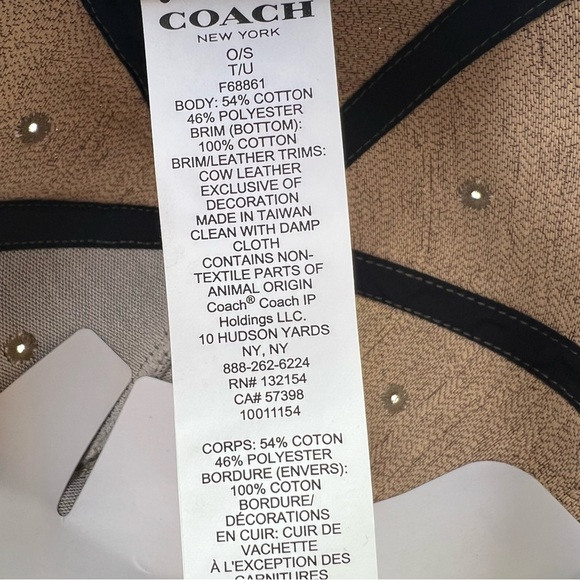 COACH
NEW YORK
O/S
T/U
F68861
BODY: 54% COTTON
46% POLYESTER
BRIM (BOTTOM):
100% COTTON
BRIM/LEATHER TRIMS:
COW LEATHER
EXCLUSIVE OF
DECORATION
MADE IN TAIWAN
CLEAN WITH DAMP
CLOTH
CONTAINS NON-
TEXTILE PARTS OF
ANIMAL ORIGIN
Coach® Coach IP
Holdings LLC.
10 HUDSON YARDS
NY, NY
888-262-6224
RN# 132154
CA# 57398
10011154
CORPS: 54% COTON
46% POLYESTER
BORDURE (ENVERS):
100% COTON
BORDURE/
DÉCORATIONS
EN CUIR: CUIR DE
VACHETTE
À L'EXCEPTION DES
GARNITURES